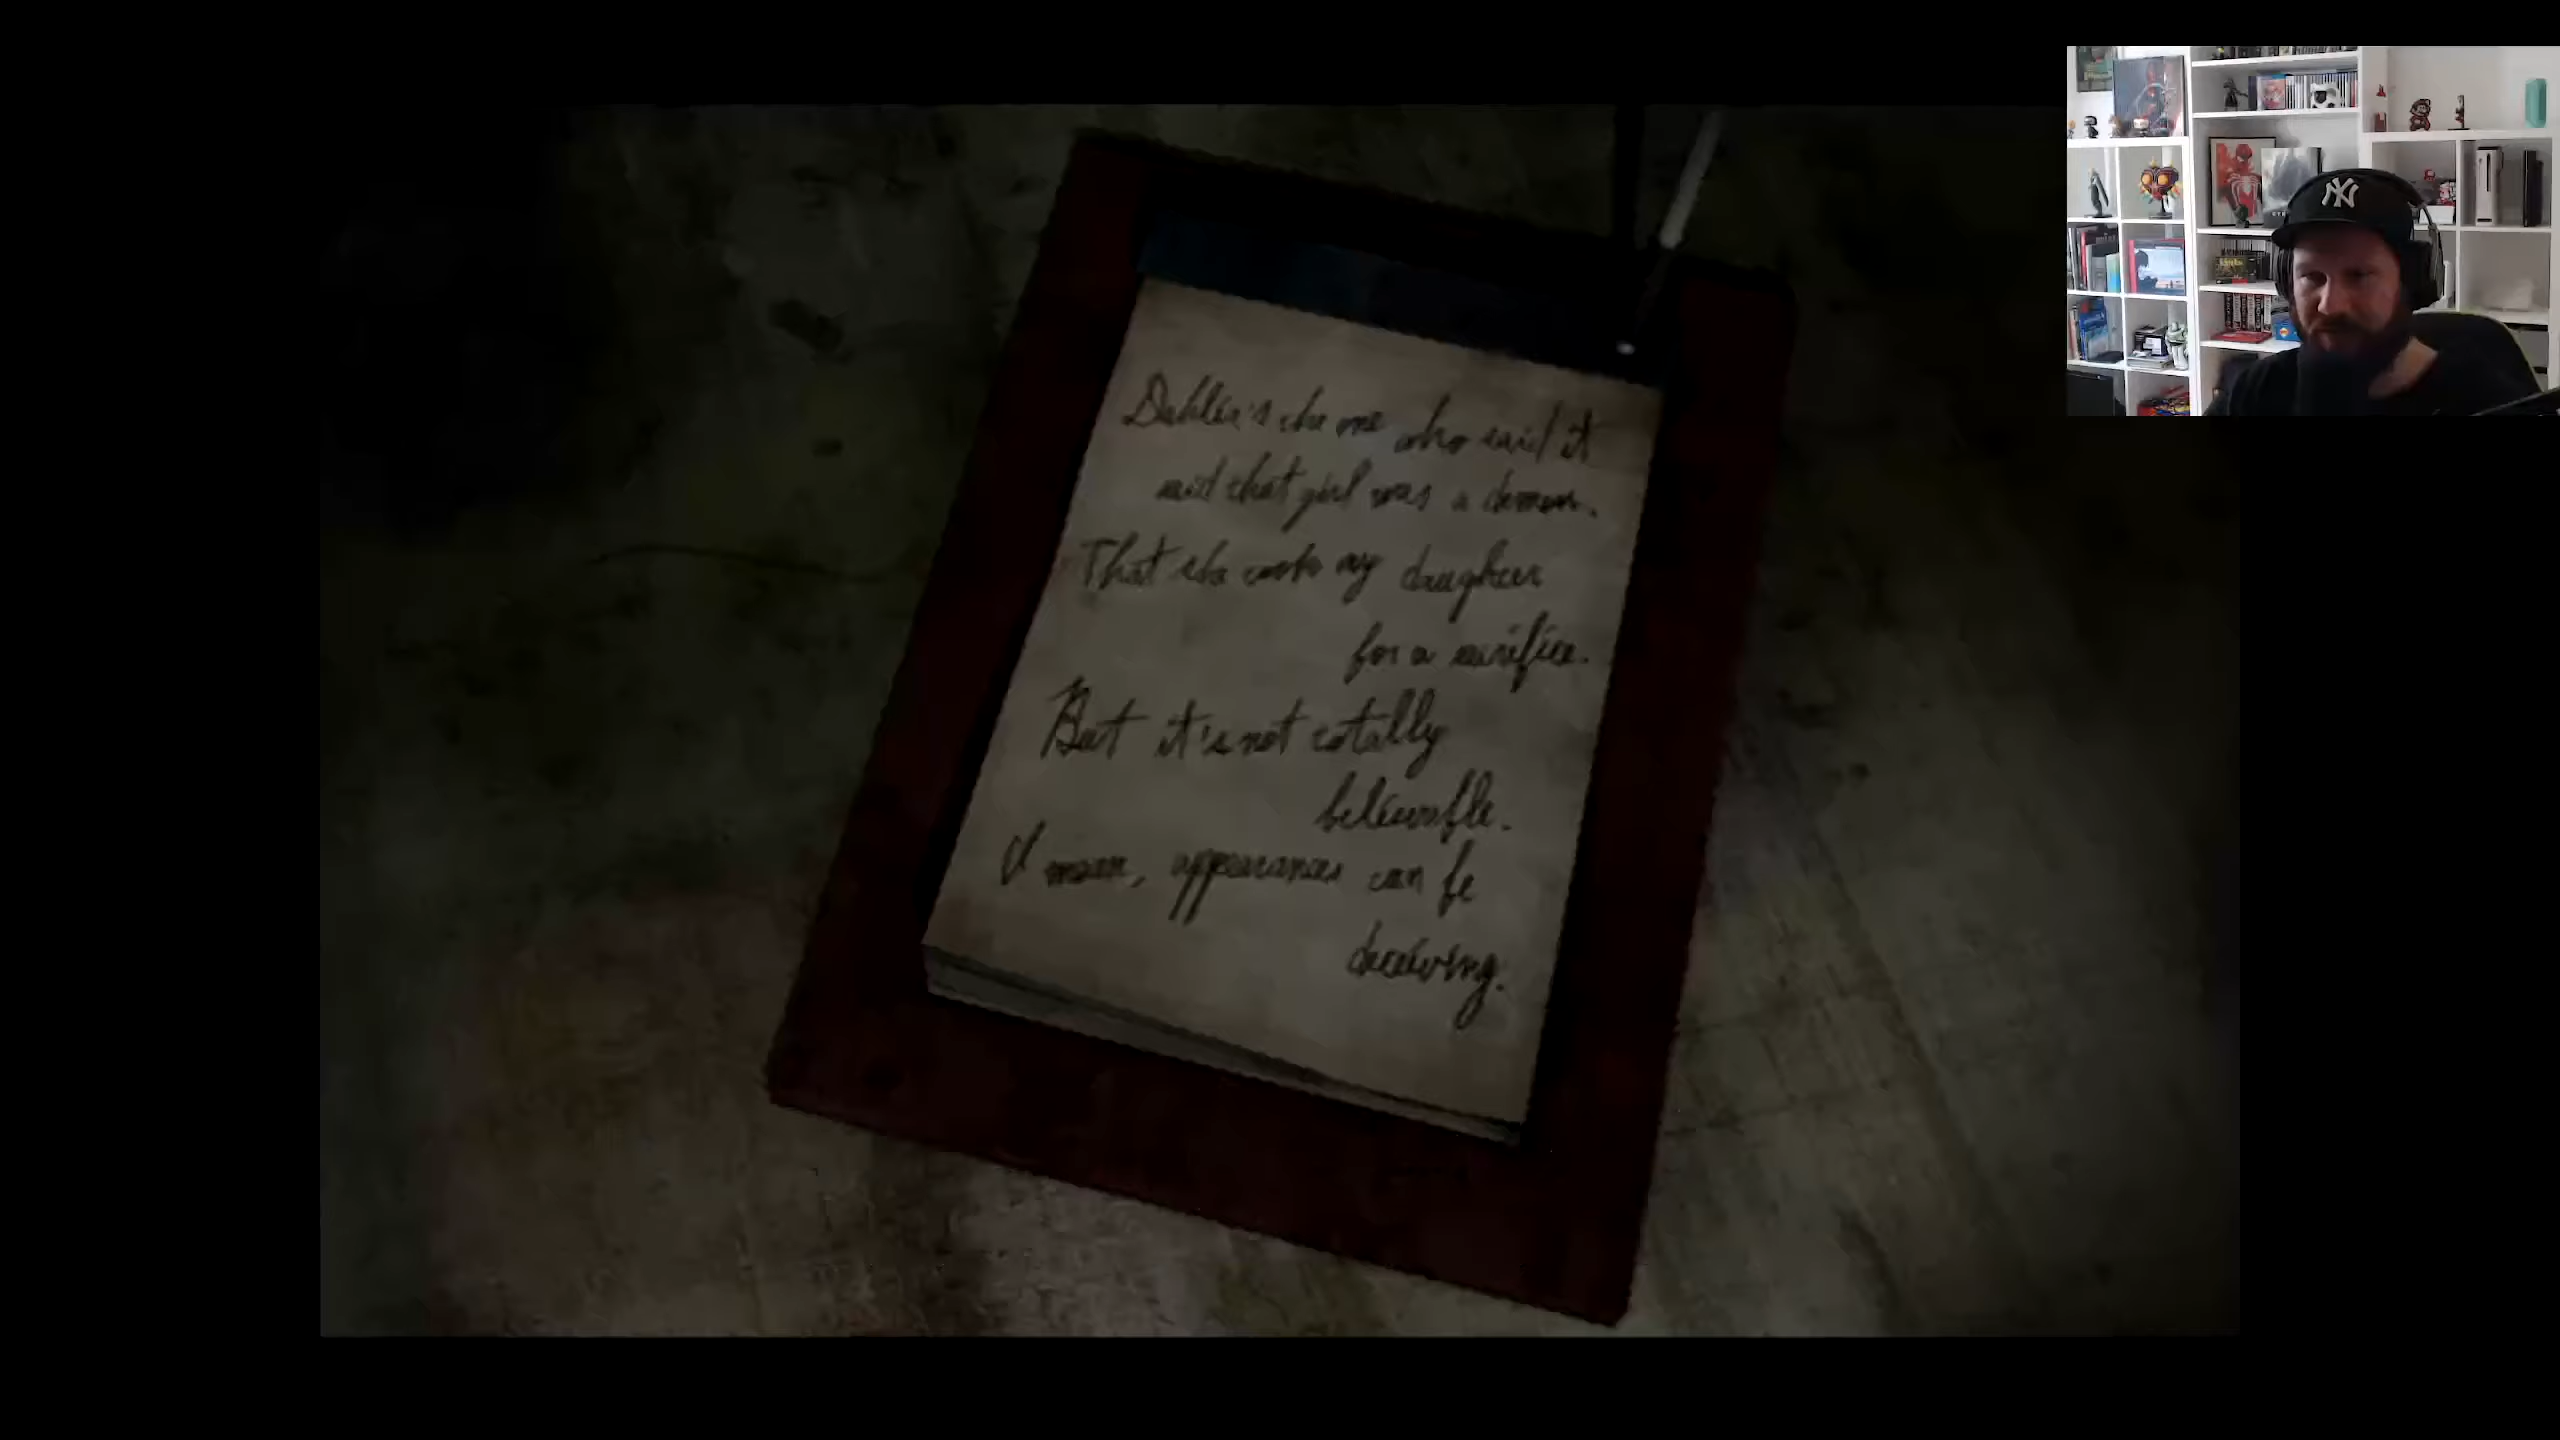 Dahlia's the one who said it
said that girl was a demon.
That she took my daughter
for a sacrifice.
But it's not totally
believable.
I mean, appearances can be
deceiving.
NY